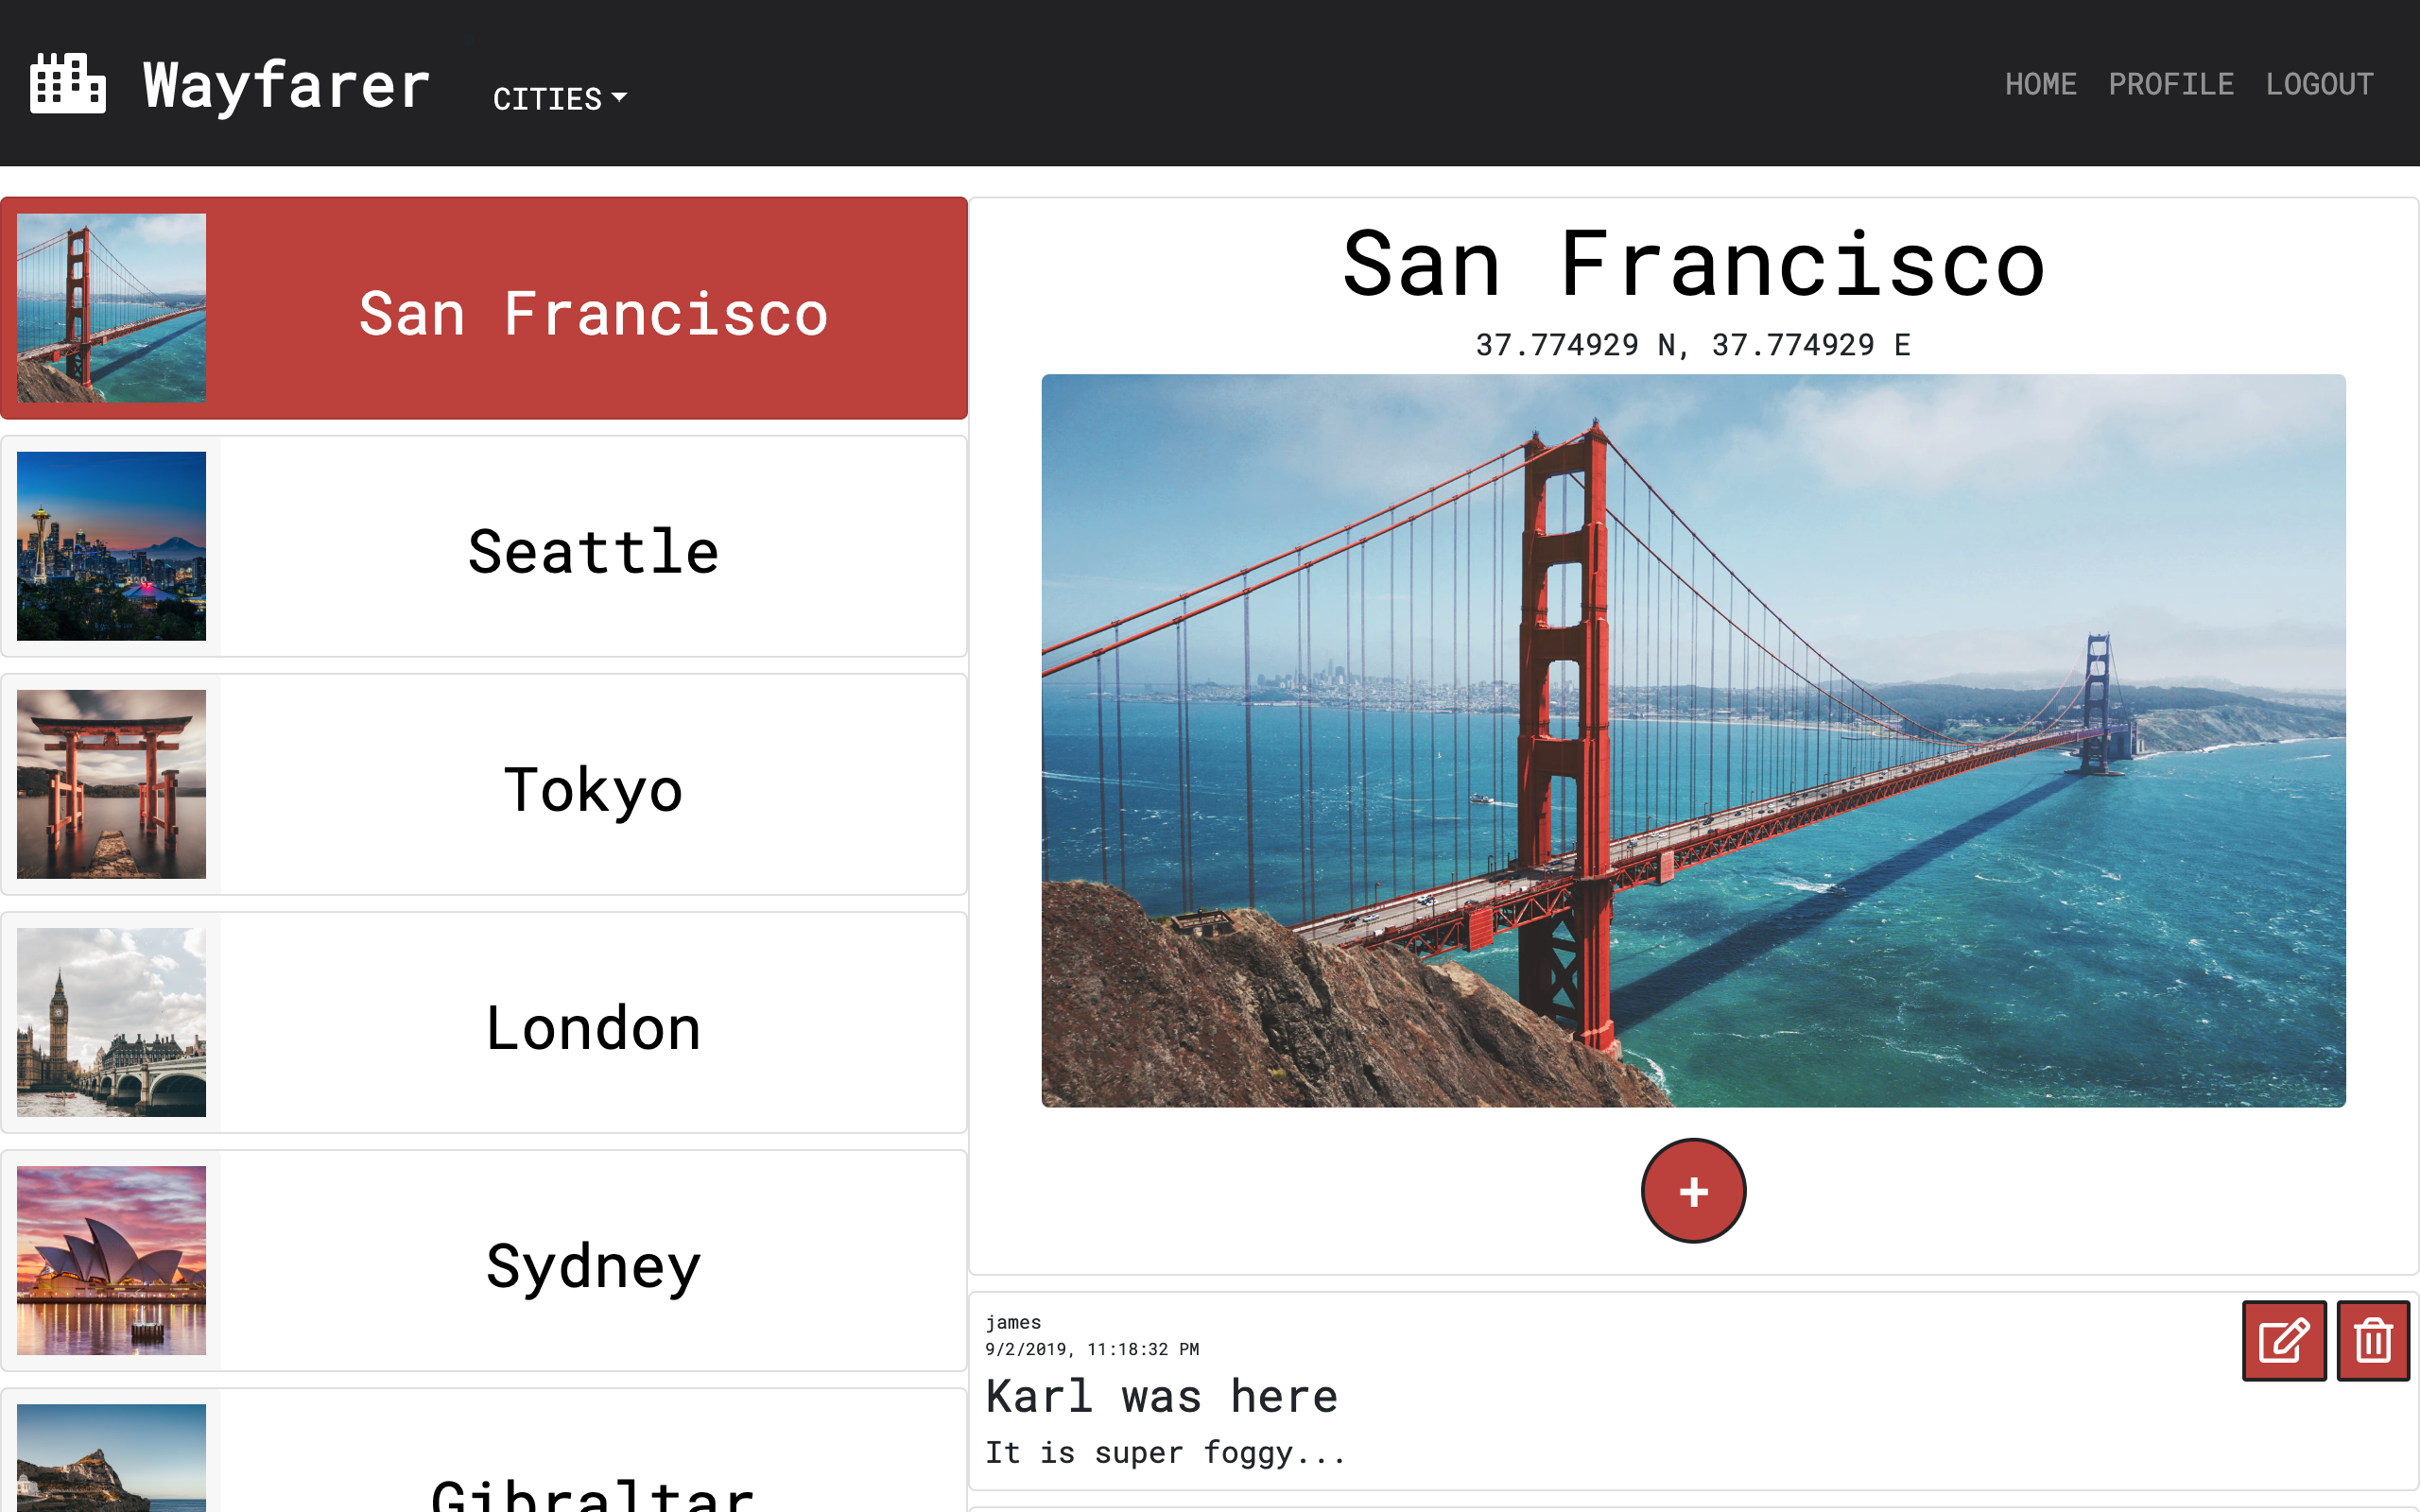 Wayfarer
CITIES
HOME PROFILE LOGOUT
San Francisco
Seattle
Tokyo
London
Sydney
Gibraltar
San Francisco
37.774929 N, 37.774929 E
+
james
9/2/2019, 11:18:32 PM
Karl was here
It is super foggy...